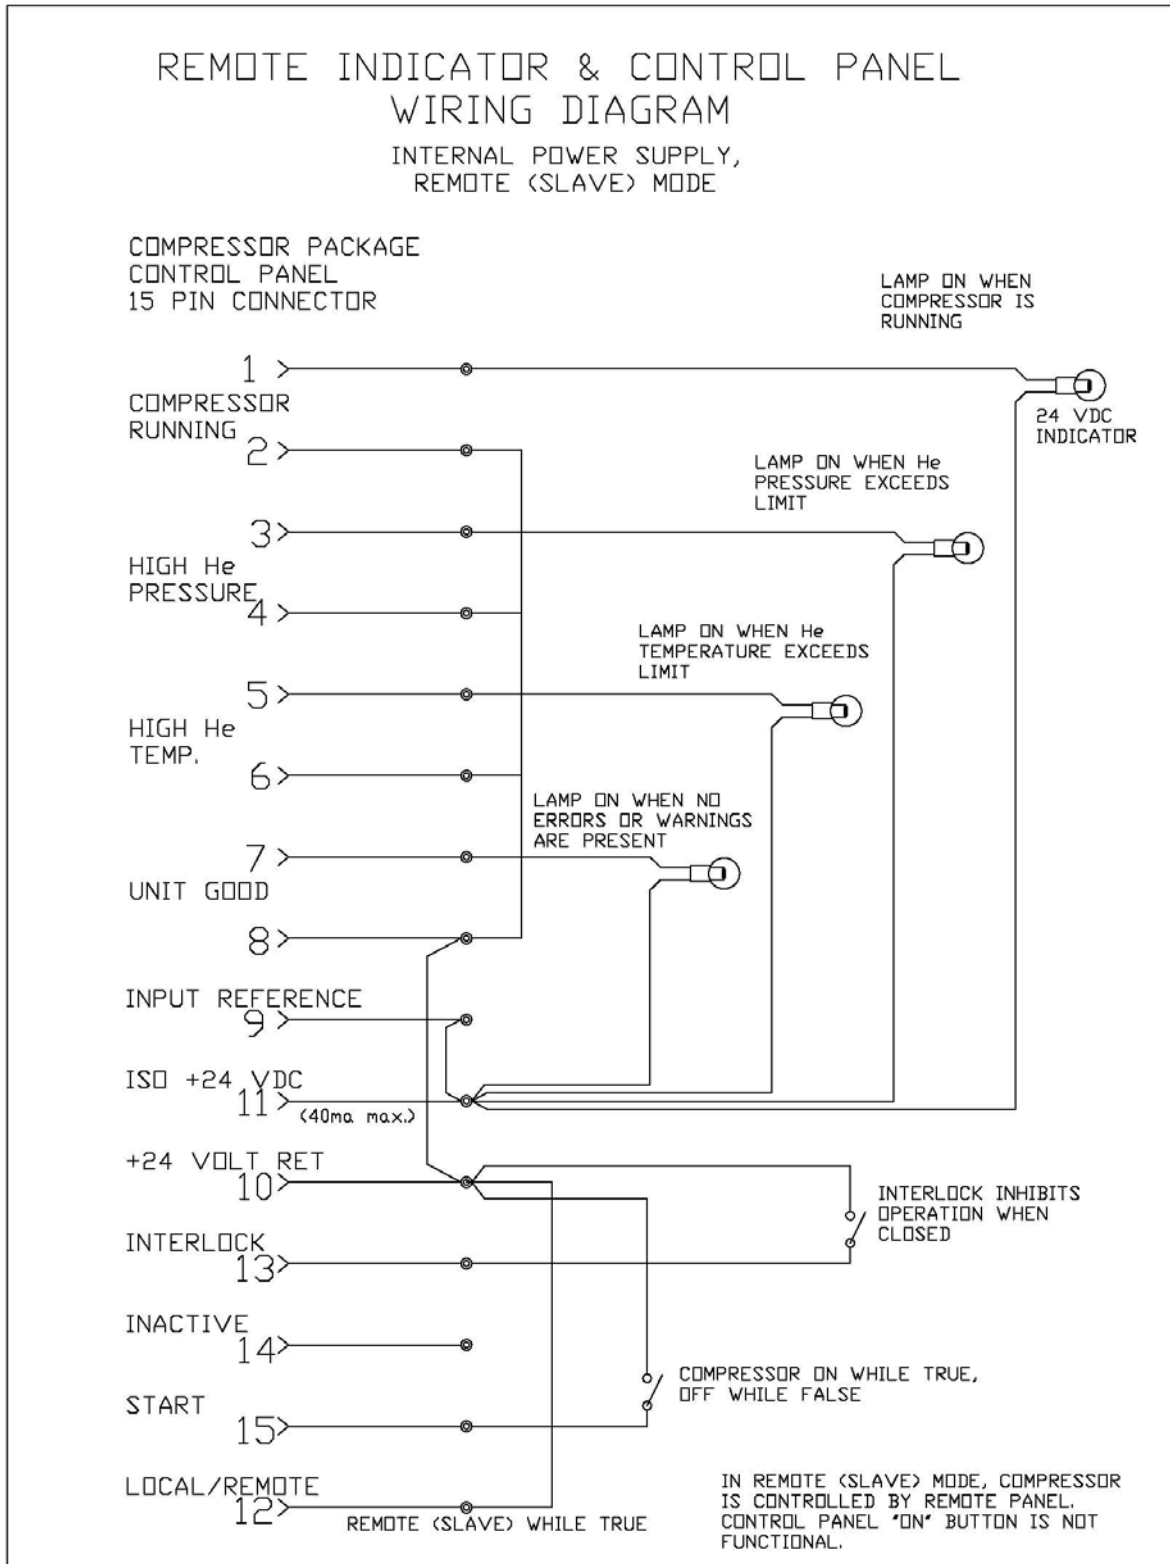 REMOTE INDICATOR & CONTROL PANEL
WIRING DIAGRAM
INTERNAL POWER SUPPLY,
REMOTE (SLAVE) MODE
COMPRESSOR PACKAGE
CONTROL PANEL
15 PIN CONNECTOR
LAMP ON WHEN
COMPRESSOR IS
RUNNING
1
COMPRESSOR
RUNNING
2
24 VDC
INDICATOR
LAMP ON WHEN He
PRESSURE EXCEEDS
LIMIT
3
HIGH He
PRESSURE
4
LAMP ON WHEN He
TEMPERATURE EXCEEDS
LIMIT
5
HIGH He
TEMP.
6
LAMP ON WHEN NO
ERRORS OR WARNINGS
ARE PRESENT
7
UNIT GOOD
8
INPUT REFERENCE
9
ISO +24 VDC
11
(40ma max.)
+24 VOLT RET
10
INTERLOCK INHIBITS
OPERATION WHEN
CLOSED
INTERLOCK
13
INACTIVE
14
COMPRESSOR ON WHILE TRUE,
OFF WHILE FALSE
START
15
LOCAL/REMOTE
12
REMOTE (SLAVE) WHILE TRUE
IN REMOTE (SLAVE) MODE, COMPRESSOR
IS CONTROLLED BY REMOTE PANEL.
CONTROL PANEL "ON" BUTTON IS NOT
FUNCTIONAL.